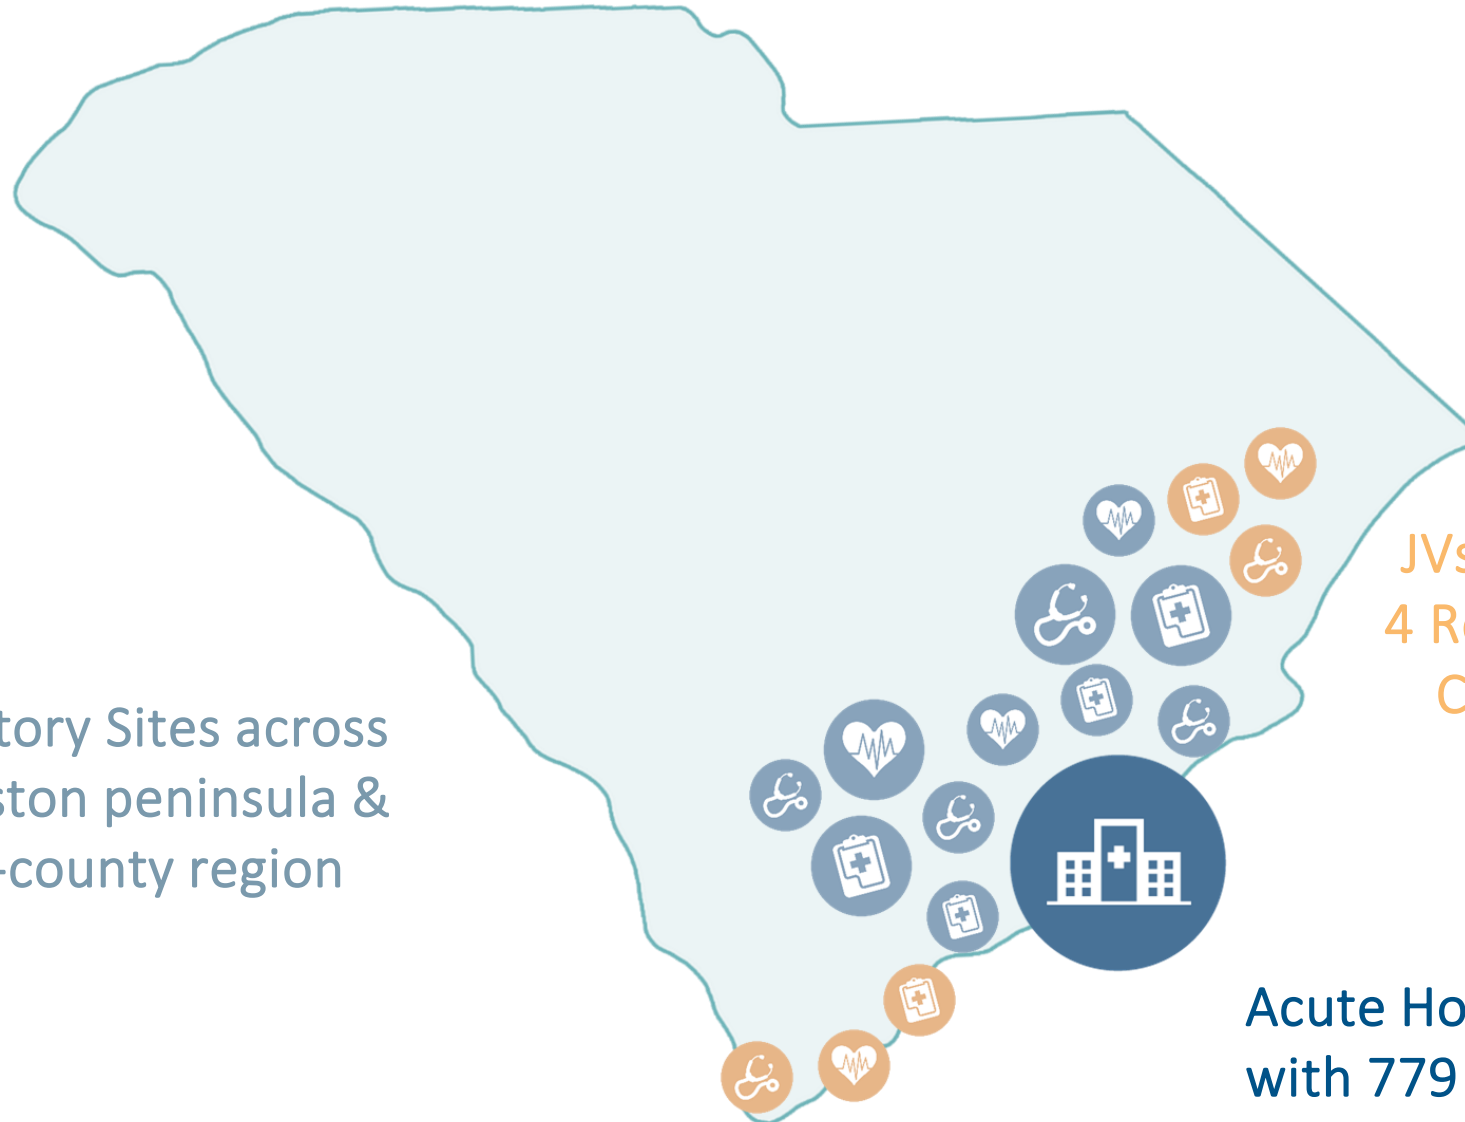 JVs
4 R
C
tory Sites across
ston peninsula &
-county region
Acute Ho
with 779